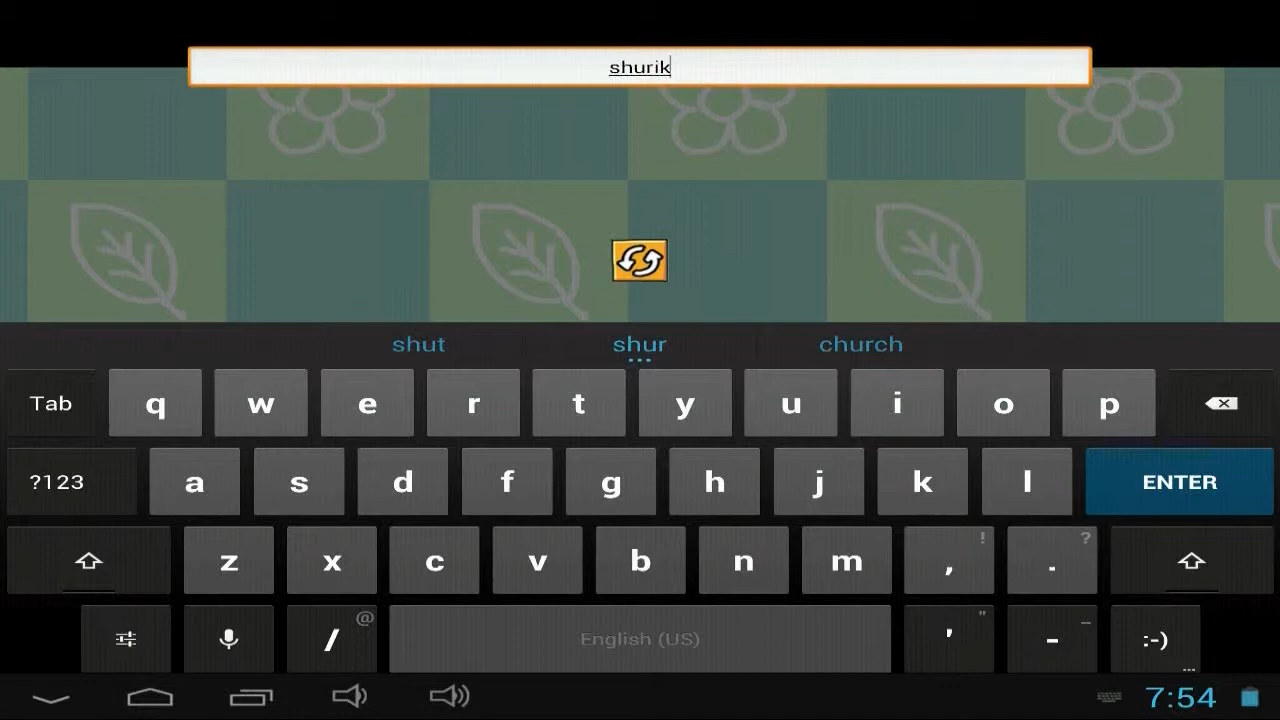 shurik
shut shur church
Tab q w e r t y u i o p
?123 a s d f g h j k l ENTER
z x c v b n m , ! . ?
/ @ English (US) ' " - _ :-) ...
7:54